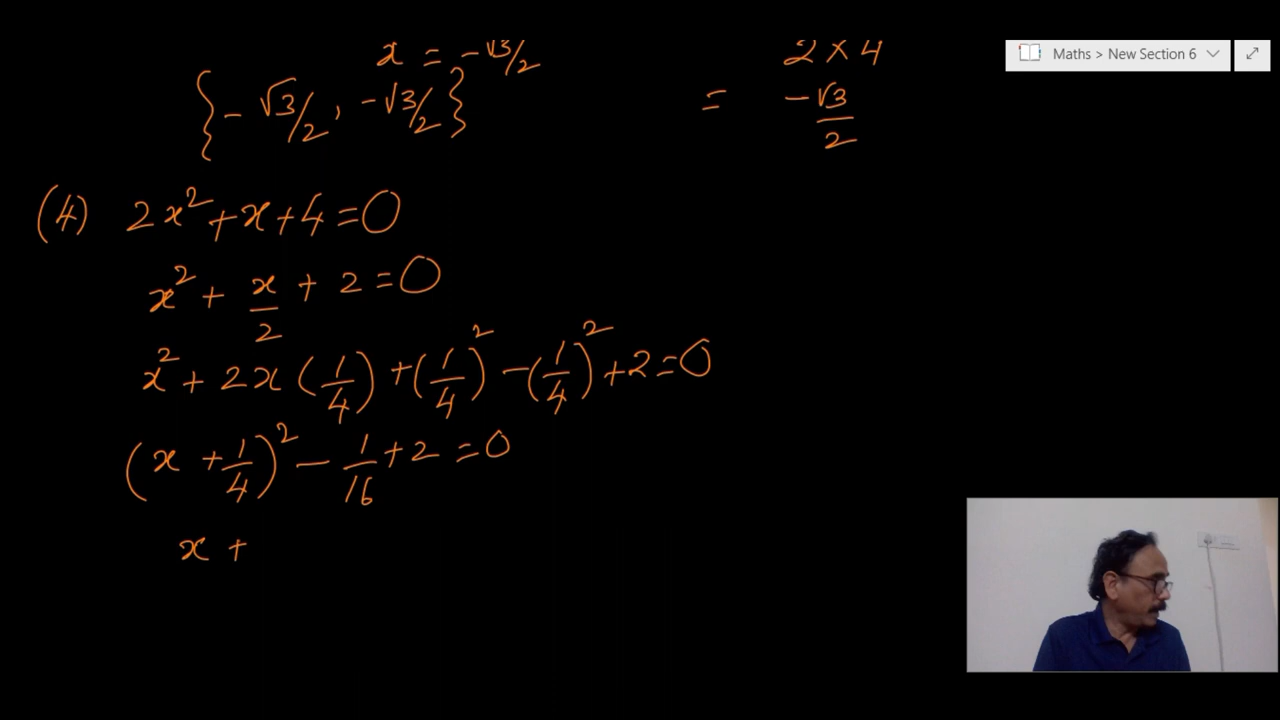 x = -√3/2
{-√3/2, -√3/2}
2 × 4
= -√3/2
Maths > New Section 6
(4) 2x² + x + 4 = 0
x² + x/2 + 2 = 0
x² + 2x (1/4) + (1/4)² - (1/4)² + 2 = 0
(x + 1/4)² - 1/16 + 2 = 0
x +